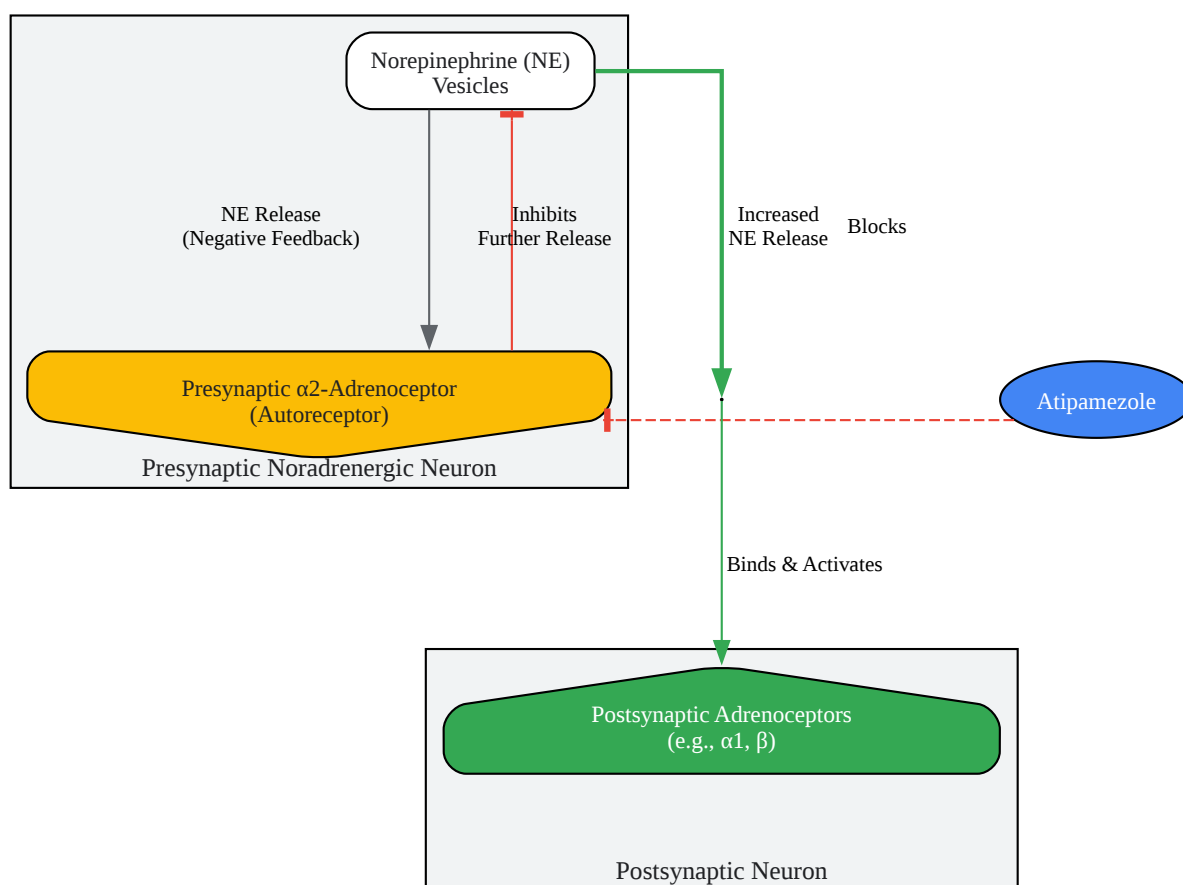 Norepinephrine (NE)
Vesicles
NE Release
(Negative Feedback)
Inhibits
Further Release
Increased
NE Release
Blocks
Presynaptic α2-Adrenoceptor
(Autoreceptor)
Atipamezole
Presynaptic Noradrenergic Neuron
Binds & Activates
Postsynaptic Adrenoceptors
(e.g., α1, β)
Postsynaptic Neuron